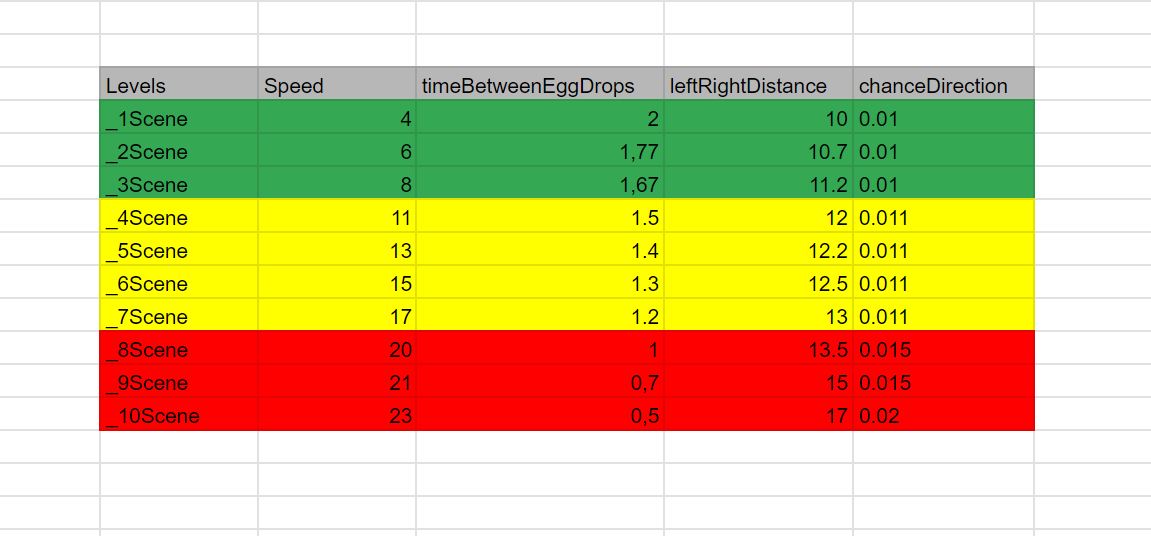 Levels Speed timeBetweenEggDrops leftRightDistance chanceDirection
_1Scene 4 2 10 0.01
_2Scene 6 1,77 10.7 0.01
_3Scene 8 1,67 11.2 0.01
_4Scene 11 1.5 12 0.011
_5Scene 13 1.4 12.2 0.011
_6Scene 15 1.3 12.5 0.011
_7Scene 17 1.2 13 0.011
_8Scene 20 1 13.5 0.015
_9Scene 21 0,7 15 0.015
_10Scene 23 0,5 17 0.02